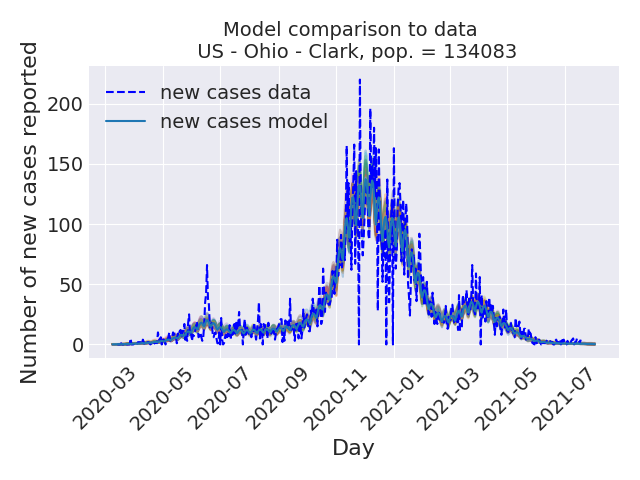 Model comparison to data
US - Ohio - Clark, pop. = 134083
Number of new cases reported
200
150
100
50
0
new cases data
new cases model
2020-03
2020-05
2020-07
2020-09
2020-11
2021-01
2021-03
2021-05
2021-07
Day